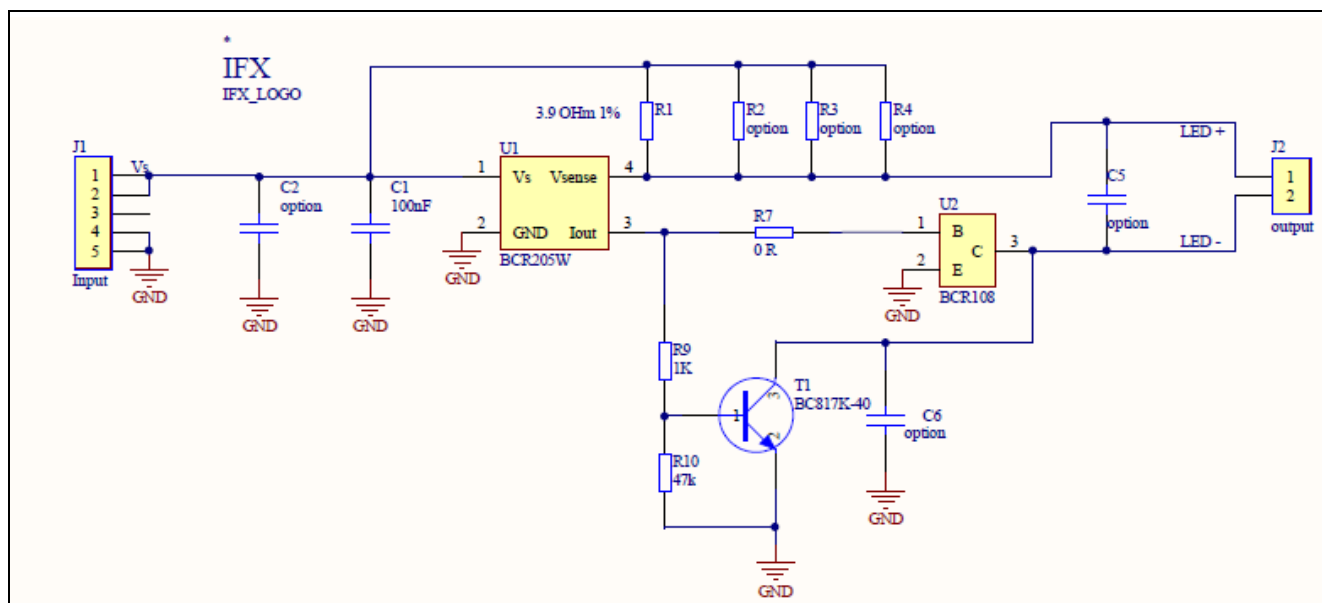 *
IFX
IFX_LOGO
3.9 OHm 1%
R1
R2
option
R3
option
R4
option
J1
1
2
3
4
5
Input
Vs
GND
C2
option
GND
C1
100nF
GND
U1
1
Vs
Vsense
4
2
GND
Iout
3
BCR205W
GND
R7
0 R
U2
1
B
C
3
2
E
BCR108
GND
C5
option
LED +
LED -
J2
1
2
output
R9
1K
R10
47k
T1
BC817K-40
1
3
2
GND
C6
option
GND